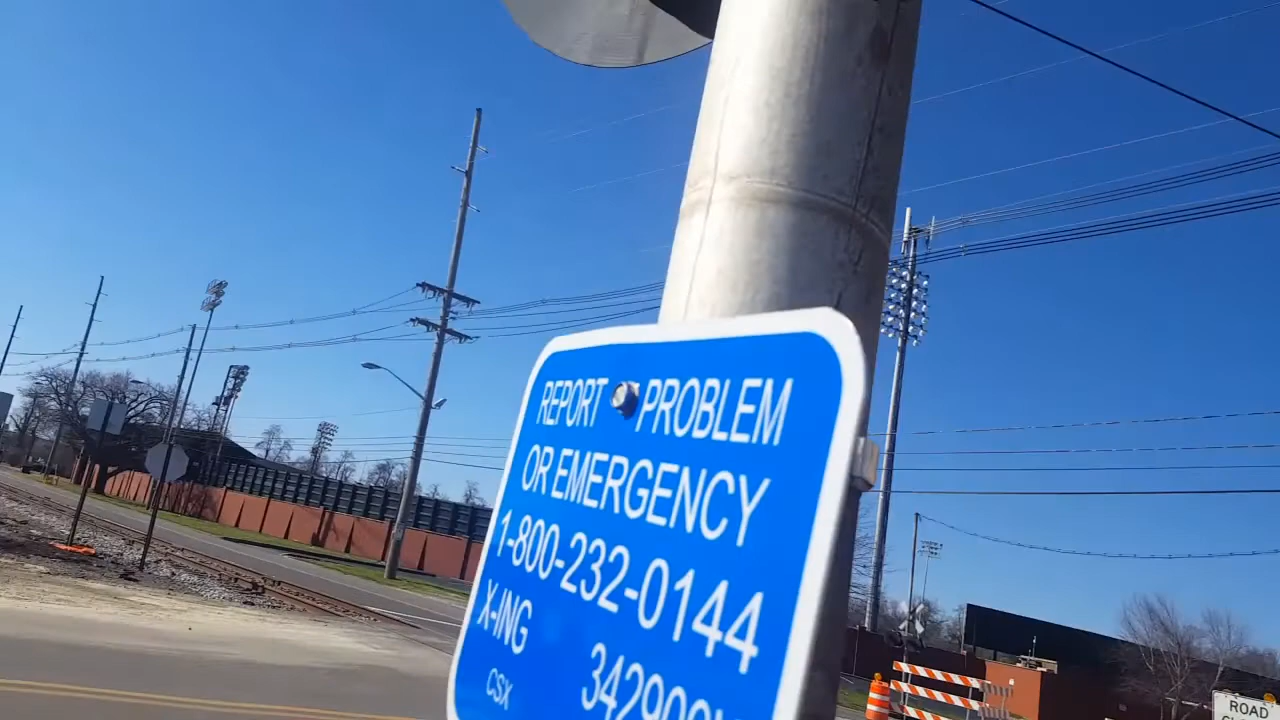 REPORT PROBLEM
OR EMERGENCY
1-800-232-0144
X-ING
CSX
ROAD